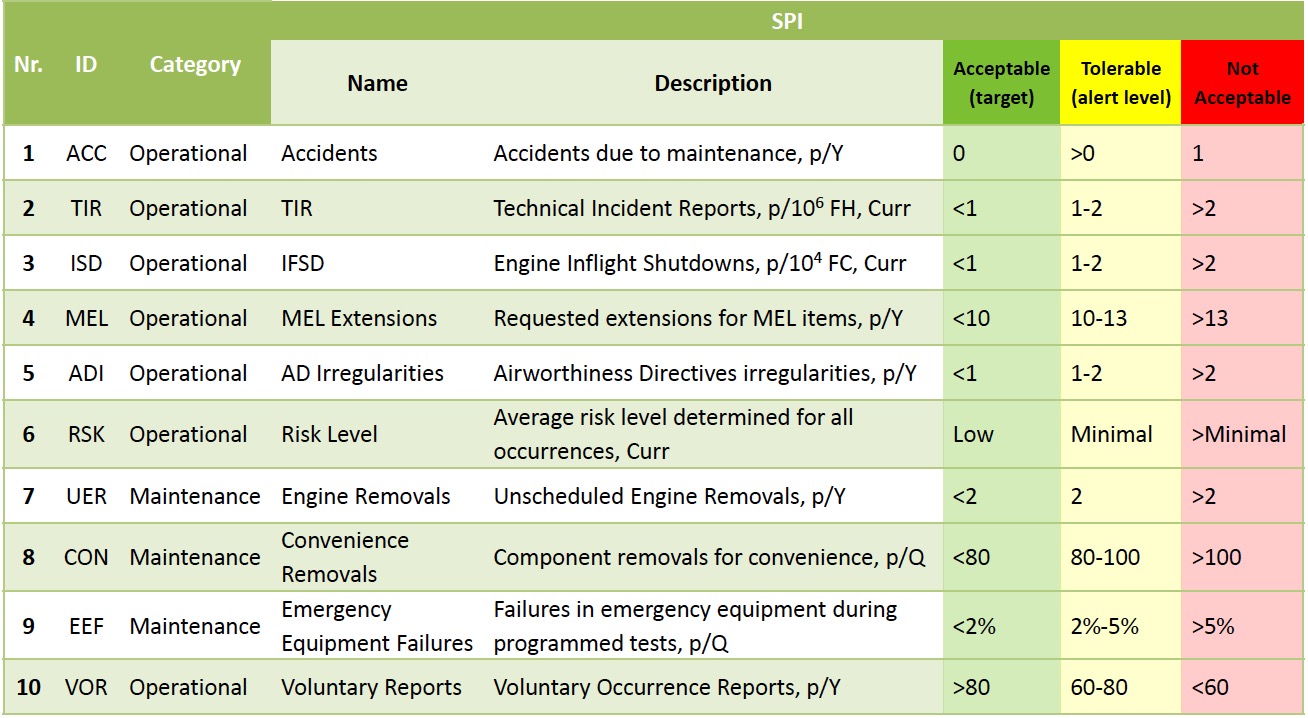 SPI
Nr. ID Category
Name Description
Acceptable (target)
Tolerable (alert level)
Not Acceptable
1 ACC Operational Accidents Accidents due to maintenance, p/Y 0 >0 1
2 TIR Operational TIR Technical Incident Reports, p/10⁶ FH, Curr <1 1-2 >2
3 ISD Operational IFSD Engine Inflight Shutdowns, p/10⁴ FC, Curr <1 1-2 >2
4 MEL Operational MEL Extensions Requested extensions for MEL items, p/Y <10 10-13 >13
5 ADI Operational AD Irregularities Airworthiness Directives irregularities, p/Y <1 1-2 >2
6 RSK Operational Risk Level Average risk level determined for all occurrences, Curr Low Minimal >Minimal
7 UER Maintenance Engine Removals Unscheduled Engine Removals, p/Y <2 2 >2
8 CON Maintenance Convenience Removals Component removals for convenience, p/Q <80 80-100 >100
9 EEF Maintenance Emergency Equipment Failures Failures in emergency equipment during programmed tests, p/Q <2% 2%-5% >5%
10 VOR Operational Voluntary Reports Voluntary Occurrence Reports, p/Y >80 60-80 <60